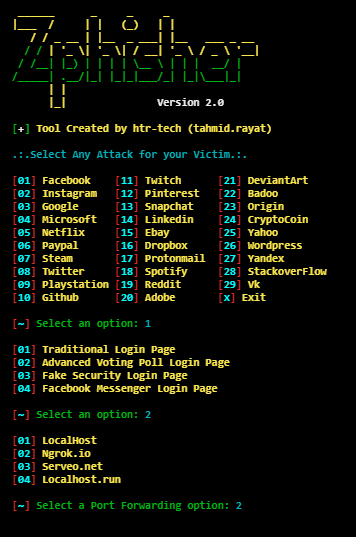 Zphisher
Version 2.0
[+] Tool Created by htr-tech (tahmid.rayat)
.:.Select Any Attack for your Victim.:.
[01] Facebook [11] Twitch [21] DeviantArt
[02] Instagram [12] Pinterest [22] Badoo
[03] Google [13] Snapchat [23] Origin
[04] Microsoft [14] Linkedin [24] CryptoCoin
[05] Netflix [15] Ebay [25] Yahoo
[06] Paypal [16] Dropbox [26] Wordpress
[07] Steam [17] Protonmail [27] Yandex
[08] Twitter [18] Spotify [28] StackoverFlow
[09] Playstation [19] Reddit [29] Vk
[10] Github [20] Adobe [x] Exit
[~] Select an option: 1
[01] Traditional Login Page
[02] Advanced Voting Poll Login Page
[03] Fake Security Login Page
[04] Facebook Messenger Login Page
[~] Select an option: 2
[01] LocalHost
[02] Ngrok.io
[03] Serveo.net
[04] Localhost.run
[~] Select a Port Forwarding option: 2